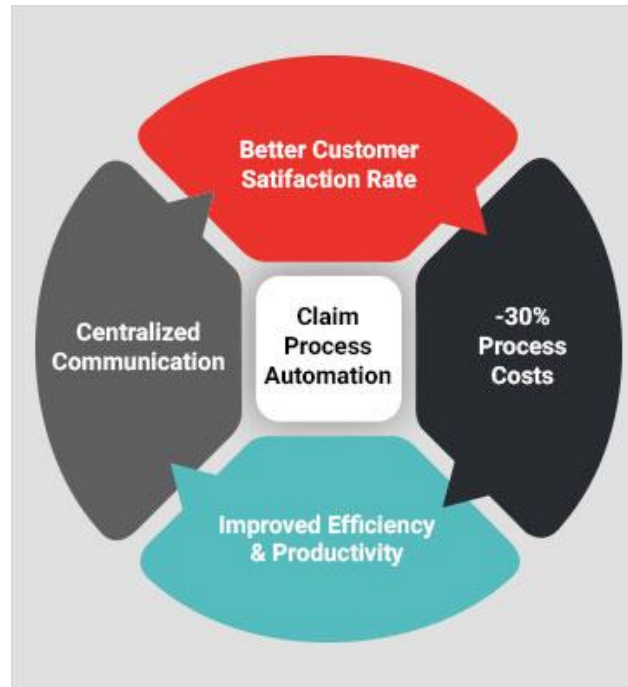 Better Customer
Satifaction Rate
-30%
Process
Costs
Improved Efficiency
& Productivity
Centralized
Communication
Claim
Process
Automation